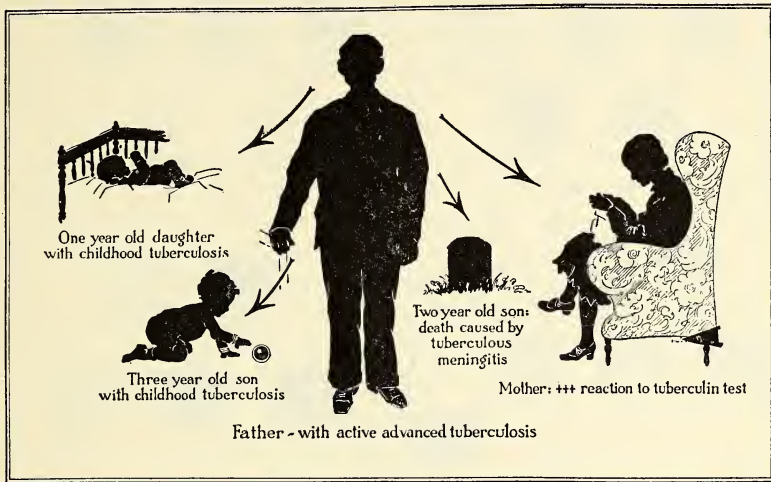 One year old daughter
with childhood tuberculosis
Three year old son
with childhood tuberculosis
Two year old son:
death caused by
tuberculous
meningitis
Mother: +++ reaction to tuberculin test
Father - with active advanced tuberculosis